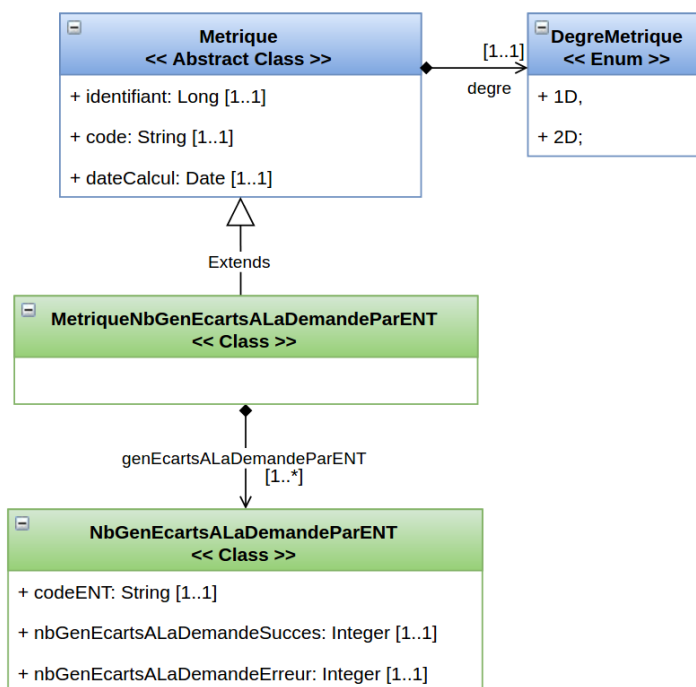 Metrique
<< Abstract Class >>
+ identifiant: Long [1..1]
+ code: String [1..1]
+ dateCalcul: Date [1..1]
[1..1]
degre
DegreMetrique
<< Enum >>
+ 1D,
+ 2D;
Extends
MetriqueNbGenEcartsALaDemandeParENT
<< Class >>
genEcartsALaDemandeParENT
[1..*]
NbGenEcartsALaDemandeParENT
<< Class >>
+ codeENT: String [1..1]
+ nbGenEcartsALaDemandeSucces: Integer [1..1]
+ nbGenEcartsALaDemandeErreur: Integer [1..1]